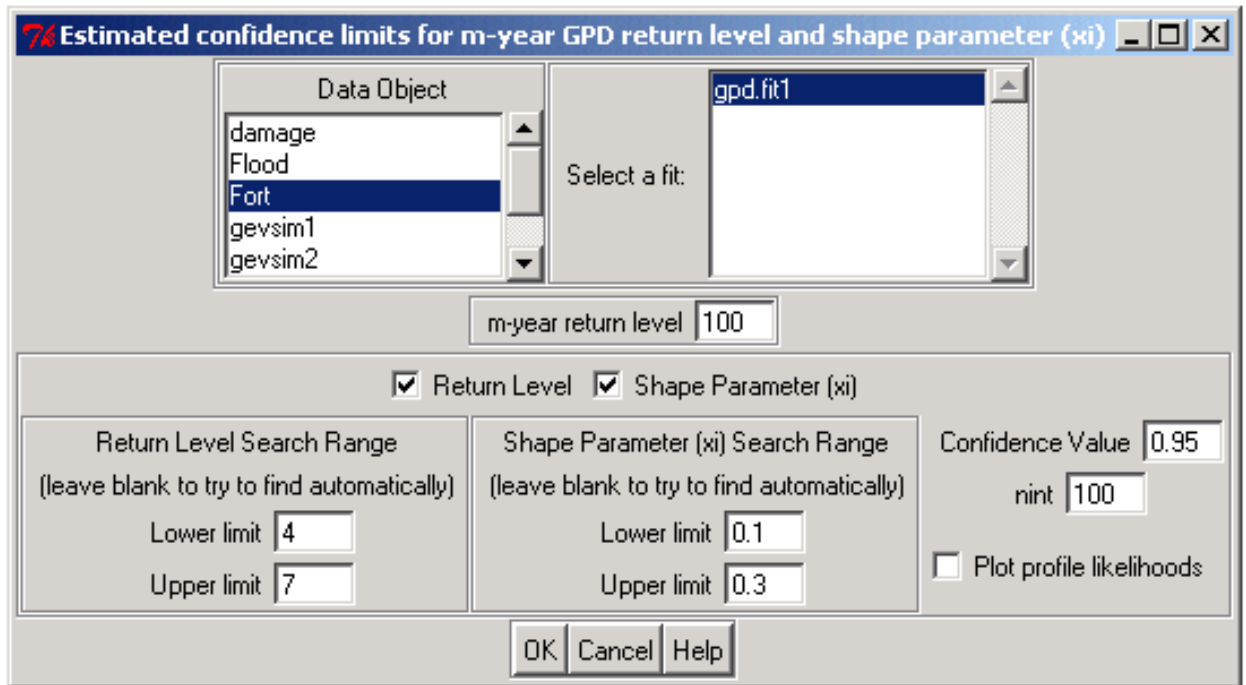 Estimated confidence limits for m-year GPD return level and shape parameter (xi)
Data Object
damage
Flood
Fort
gevsim1
gevsim2
Select a fit:
gpd.fit1
m-year return level 100
Return Level Shape Parameter (xi)
Return Level Search Range
(leave blank to try to find automatically)
Lower limit 4
Upper limit 7
Shape Parameter (xi) Search Range
(leave blank to try to find automatically)
Lower limit 0.1
Upper limit 0.3
Confidence Value 0.95
nint 100
Plot profile likelihoods
OK Cancel Help